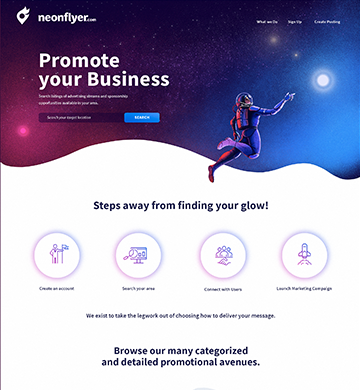 neonflyer.com
What we Do Sign Up Create Posting
Promote
your Business
Search listings of advertising streams and sponsorship
opportunities available in your area.
Search your target location SEARCH
Steps away from finding your glow!
Create an account Search your area Connect with Users Launch Marketing Campaign
We exist to take the legwork out of choosing how to deliver your message.
Browse our many categorized
and detailed promotional avenues.